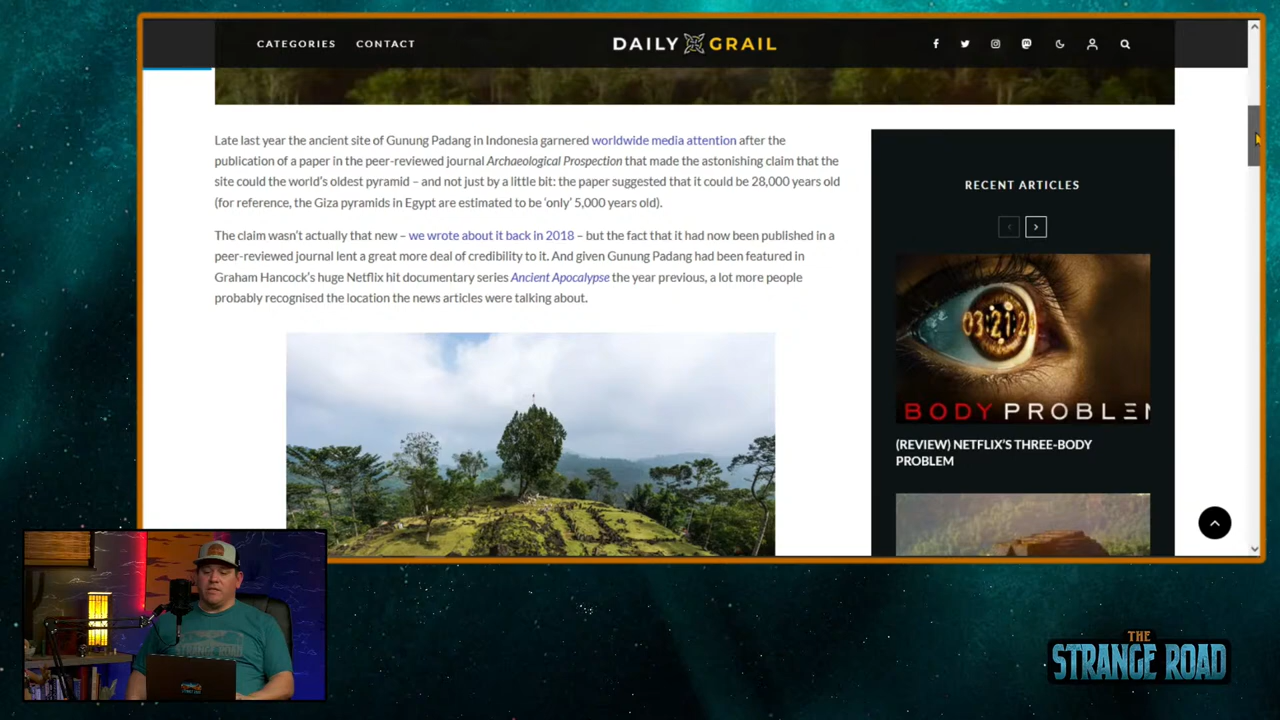 CATEGORIES CONTACT
DAILY GRAIL
Late last year the ancient site of Gunung Padang in Indonesia garnered worldwide media attention after the
publication of a paper in the peer-reviewed journal Archaeological Prospection that made the astonishing claim that the
site could the world's oldest pyramid – and not just by a little bit: the paper suggested that it could be 28,000 years old
(for reference, the Giza pyramids in Egypt are estimated to be 'only' 5,000 years old).
The claim wasn't actually that new – we wrote about it back in 2018 – but the fact that it had now been published in a
peer-reviewed journal lent a great more deal of credibility to it. And given Gunung Padang had been featured in
Graham Hancock's huge Netflix hit documentary series Ancient Apocalypse the year previous, a lot more people
probably recognised the location the news articles were talking about.
RECENT ARTICLES
03:21:2
BODY PROBLEM
(REVIEW) NETFLIX'S THREE-BODY
PROBLEM
STRANGE ROAD
THE
STRANGE ROAD